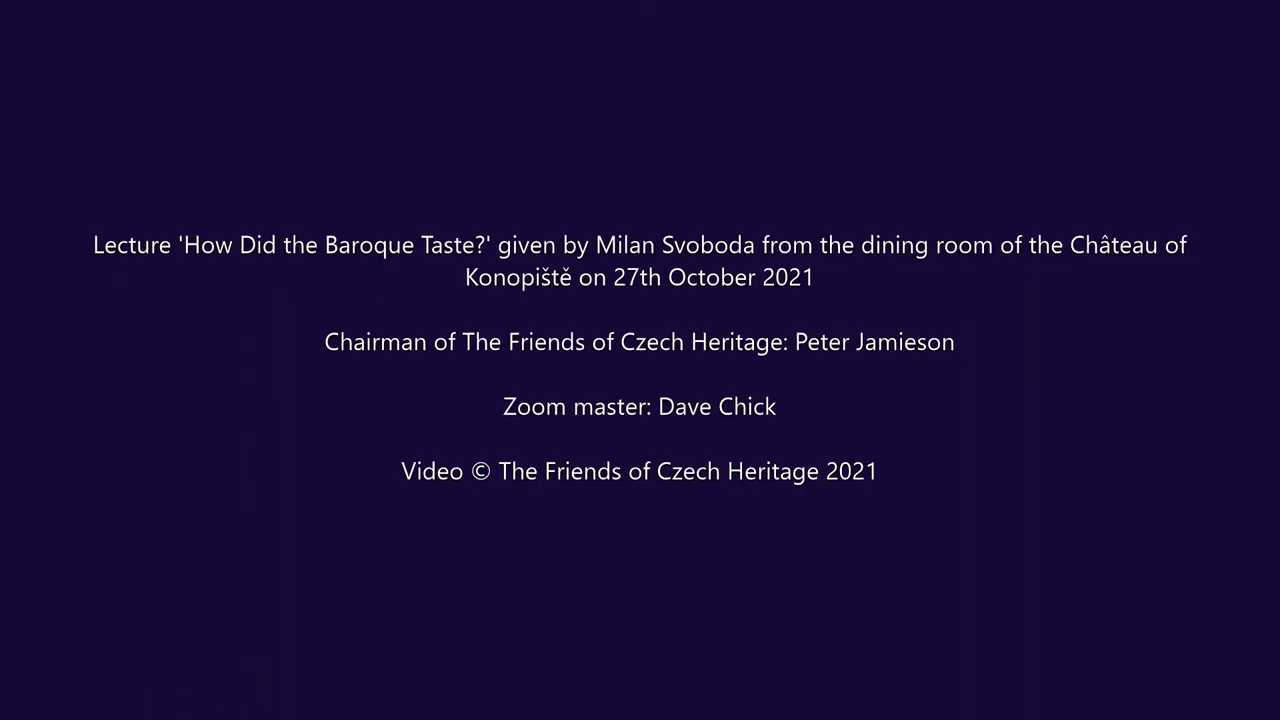 Lecture 'How Did the Baroque Taste?' given by Milan Svoboda from the dining room of the Château of
Konopiště on 27th October 2021
Chairman of The Friends of Czech Heritage: Peter Jamieson
Zoom master: Dave Chick
Video © The Friends of Czech Heritage 2021